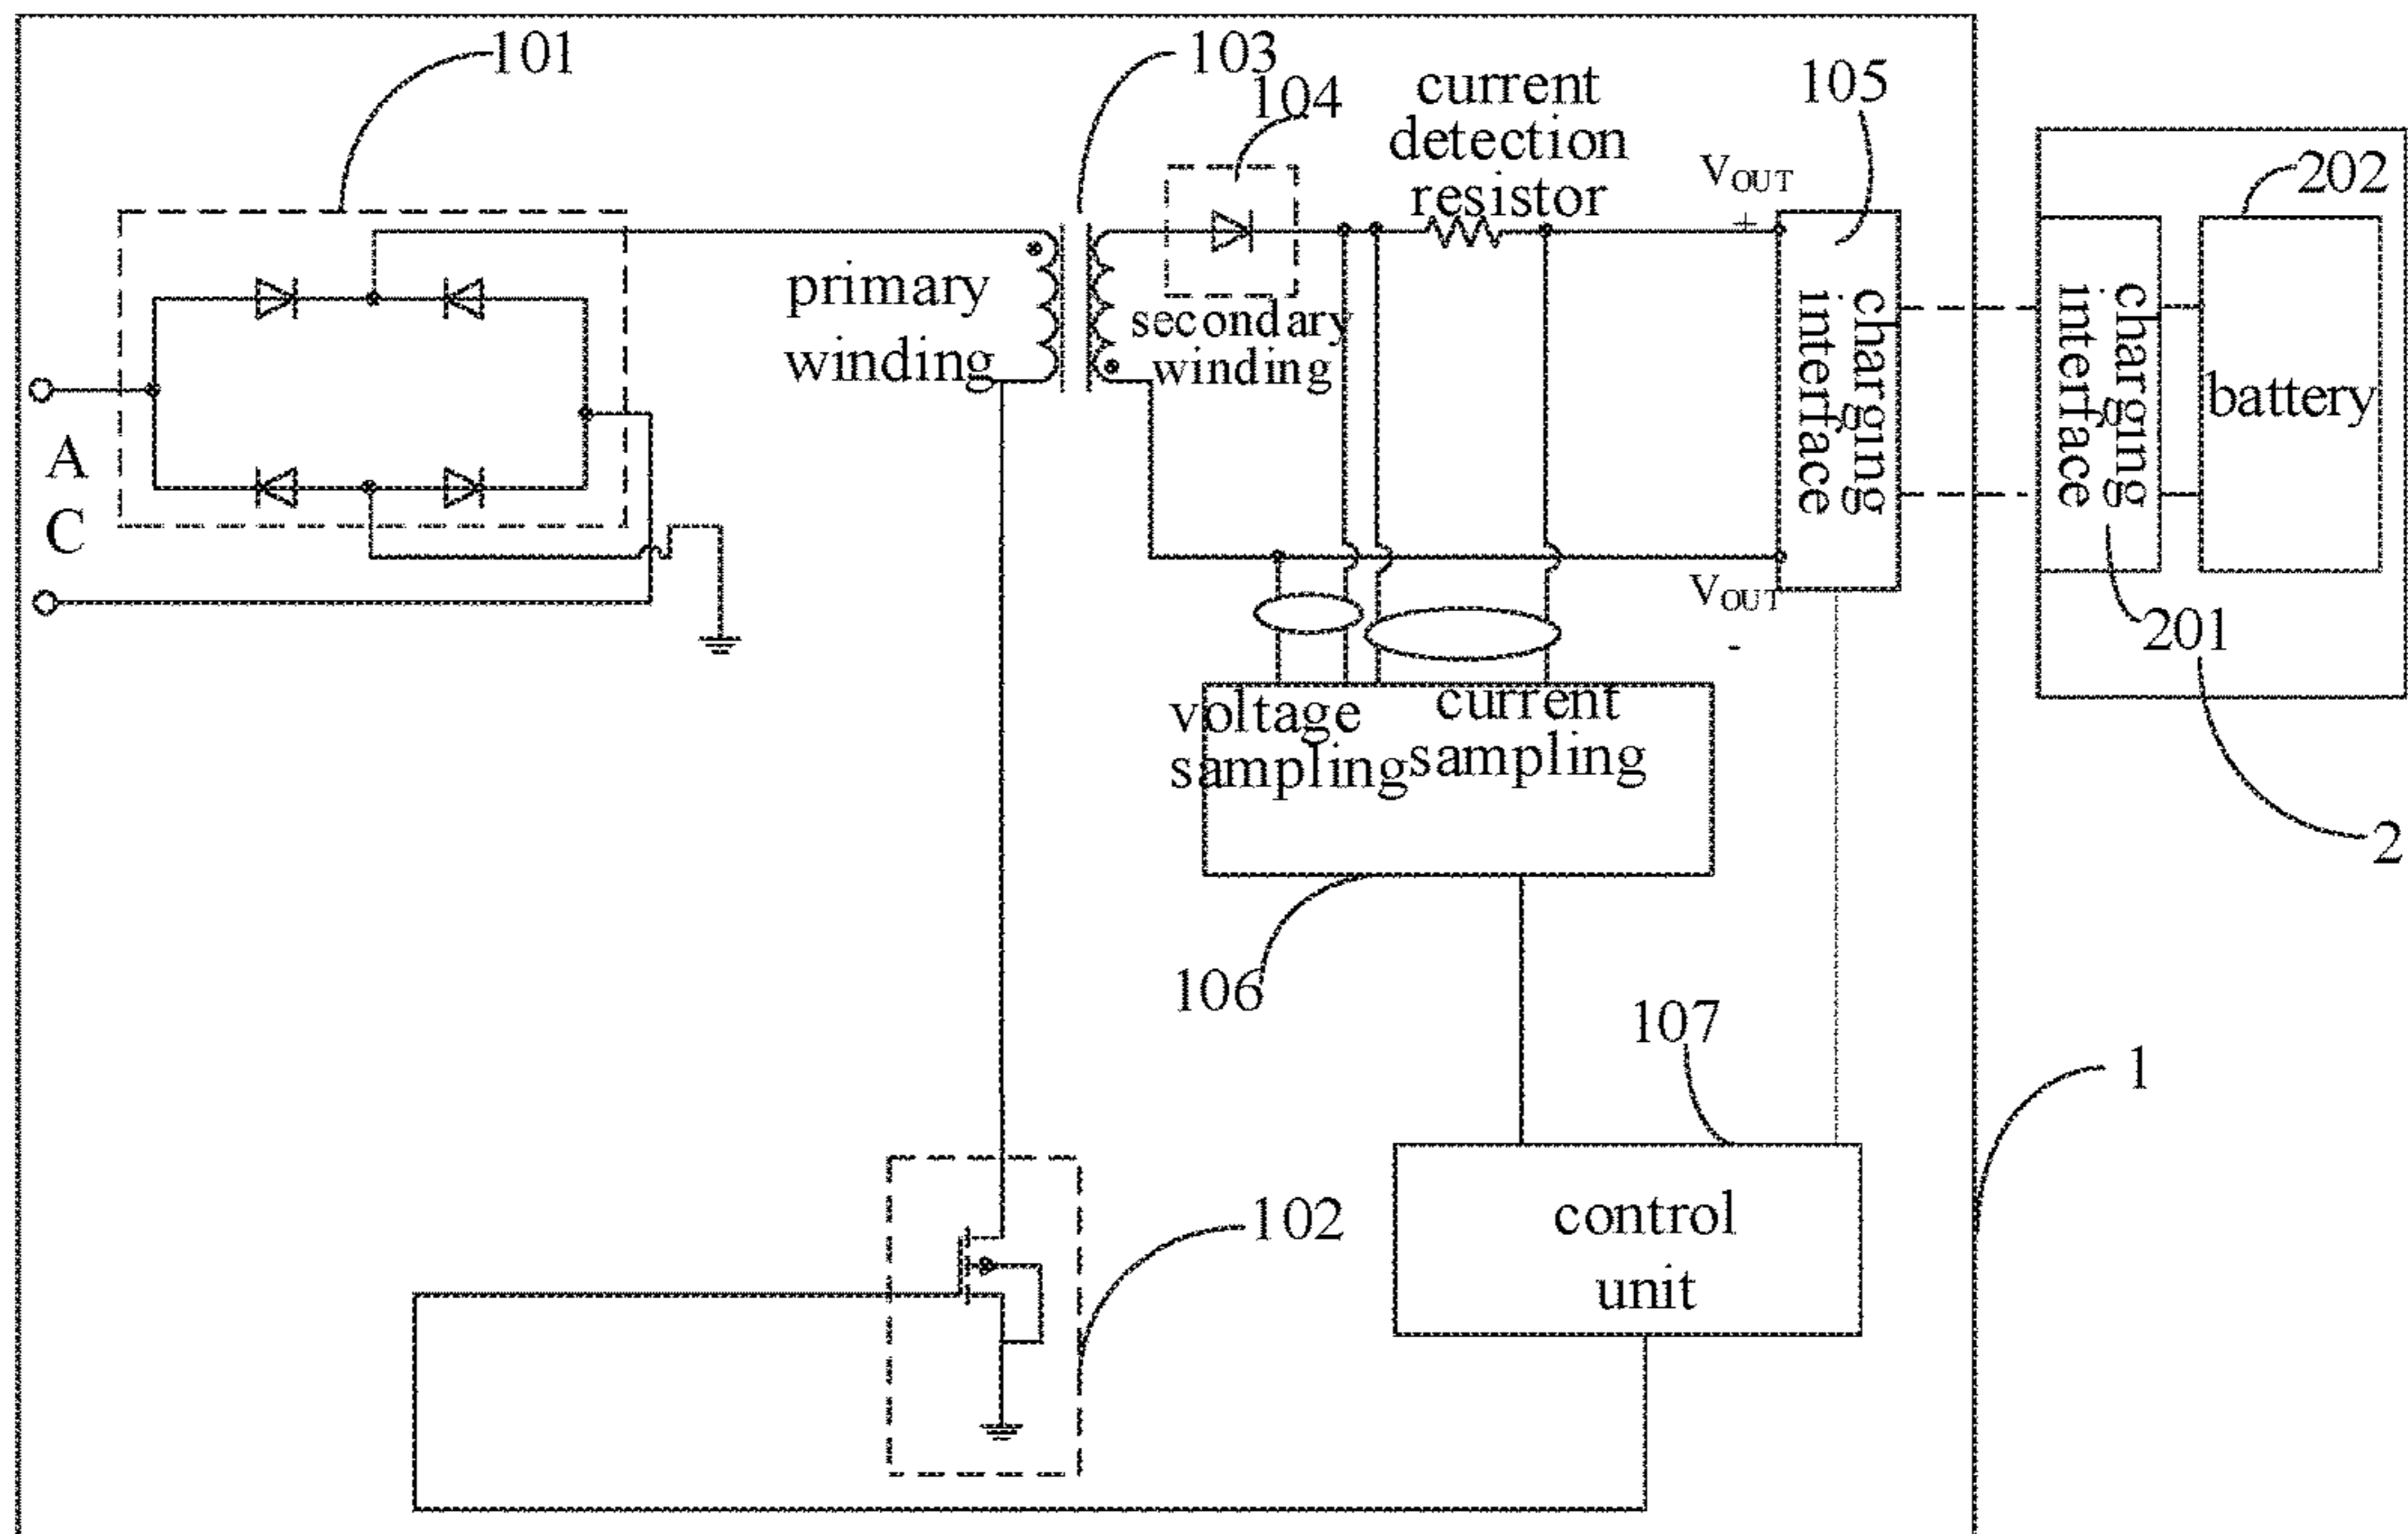 101
103
104
current
detection
resistor
105
VOUT
+
202
primary
winding
secondary
winding
charging
interface
charging
interface
battery
A
C
VOUT
-
201
voltage
sampling
current
sampling
2
106
107
1
102
control
unit